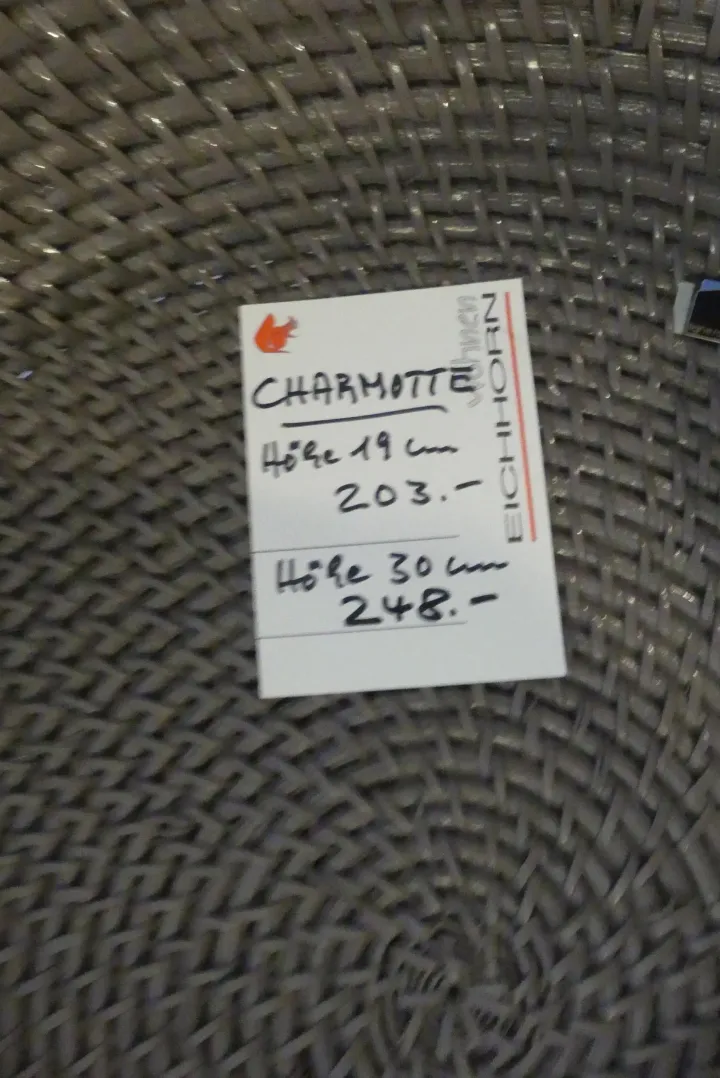 CHARMOTTE
Höhe 19 cm
203.-
Höhe 30 cm
248.-
wohnen
EICHHORN